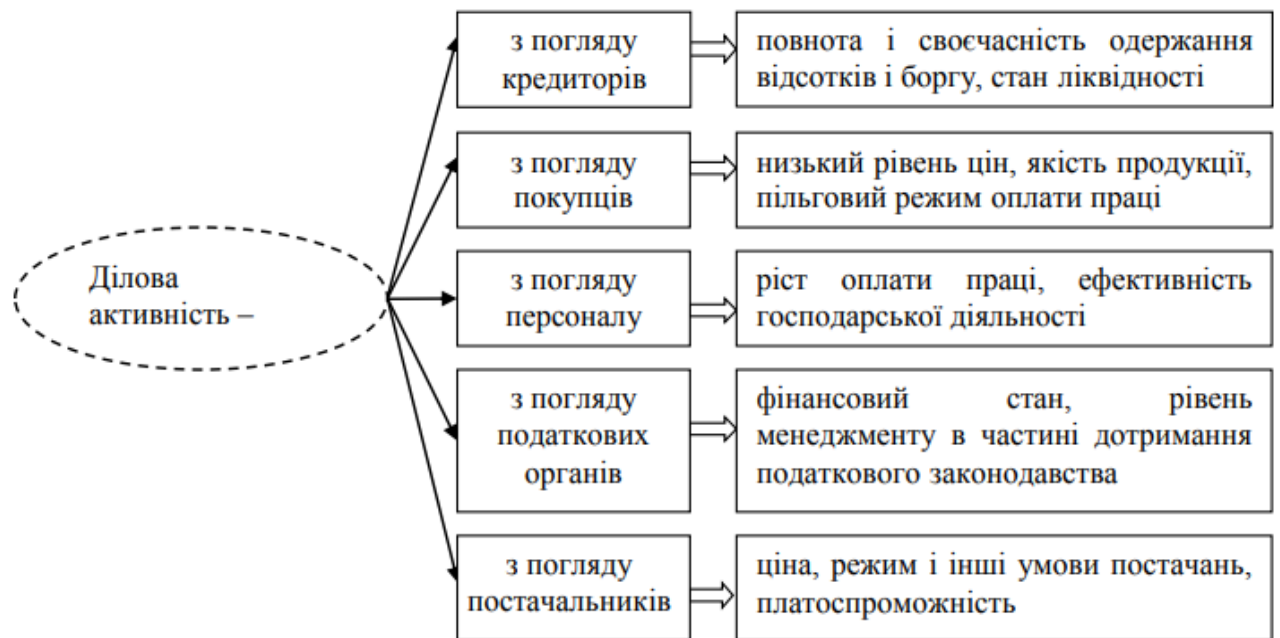 з погляду
кредиторів
повнота і своєчасність одержання
відсотків і боргу, стан ліквідності
з погляду
покупців
низький рівень цін, якість продукції,
пільговий режим оплати праці
Ділова
активність –
з погляду
персоналу
ріст оплати праці, ефективність
господарської діяльності
з погляду
податкових
органів
фінансовий стан, рівень
менеджменту в частині дотримання
податкового законодавства
з погляду
постачальників
ціна, режим і інші умови постачань,
платоспроможність